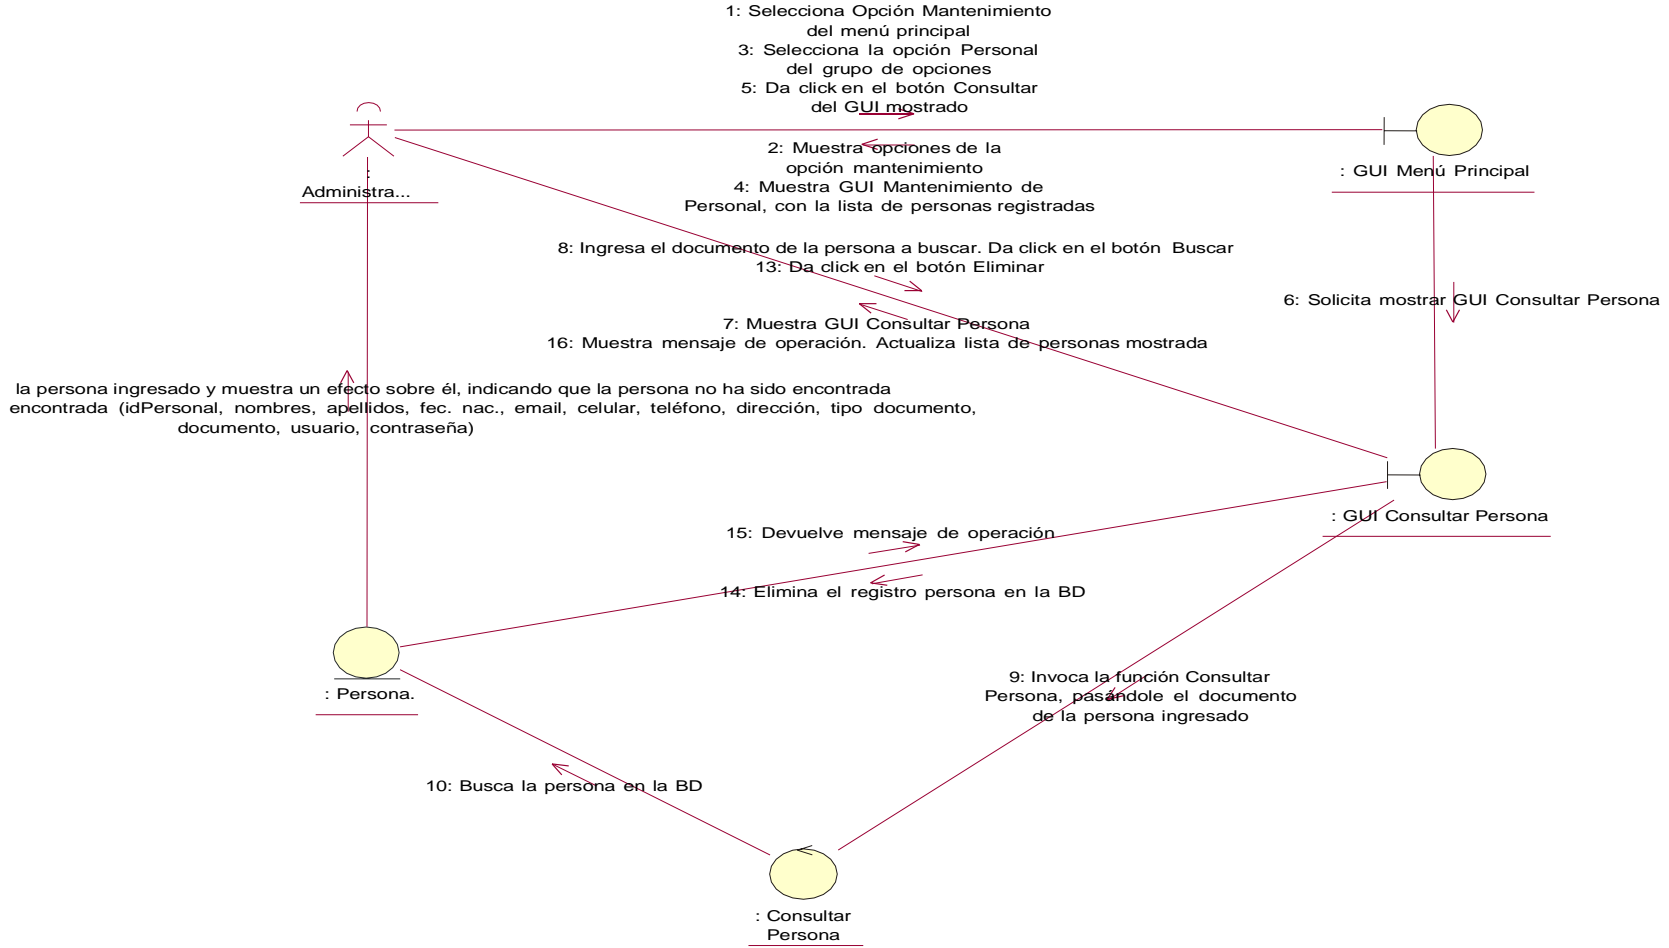 1: Selecciona Opción Mantenimiento
del menú principal
3: Selecciona la opción Personal
del grupo de opciones
5: Da click en el botón Consultar
del GUI mostrado
2: Muestra opciones de la
opción mantenimiento
4: Muestra GUI Mantenimiento de
Personal, con la lista de personas registradas
:
Administra...
: GUI Menú Principal
8: Ingresa el documento de la persona a buscar. Da click en el botón Buscar
13: Da click en el botón Eliminar
6: Solicita mostrar GUI Consultar Persona
7: Muestra GUI Consultar Persona
16: Muestra mensaje de operación. Actualiza lista de personas mostrada
la persona ingresado y muestra un efecto sobre él, indicando que la persona no ha sido encontrada
encontrada (idPersonal, nombres, apellidos, fec. nac., email, celular, teléfono, dirección, tipo documento,
documento, usuario, contraseña)
: GUI Consultar Persona
15: Devuelve mensaje de operación
14: Elimina el registro persona en la BD
: Persona.
9: Invoca la función Consultar
Persona, pasándole el documento
de la persona ingresado
10: Busca la persona en la BD
: Consultar
Persona